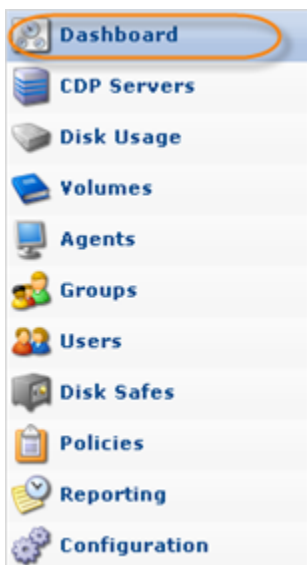 Dashboard
CDP Servers
Disk Usage
Volumes
Agents
Groups
Users
Disk Safes
Policies
Reporting
Configuration